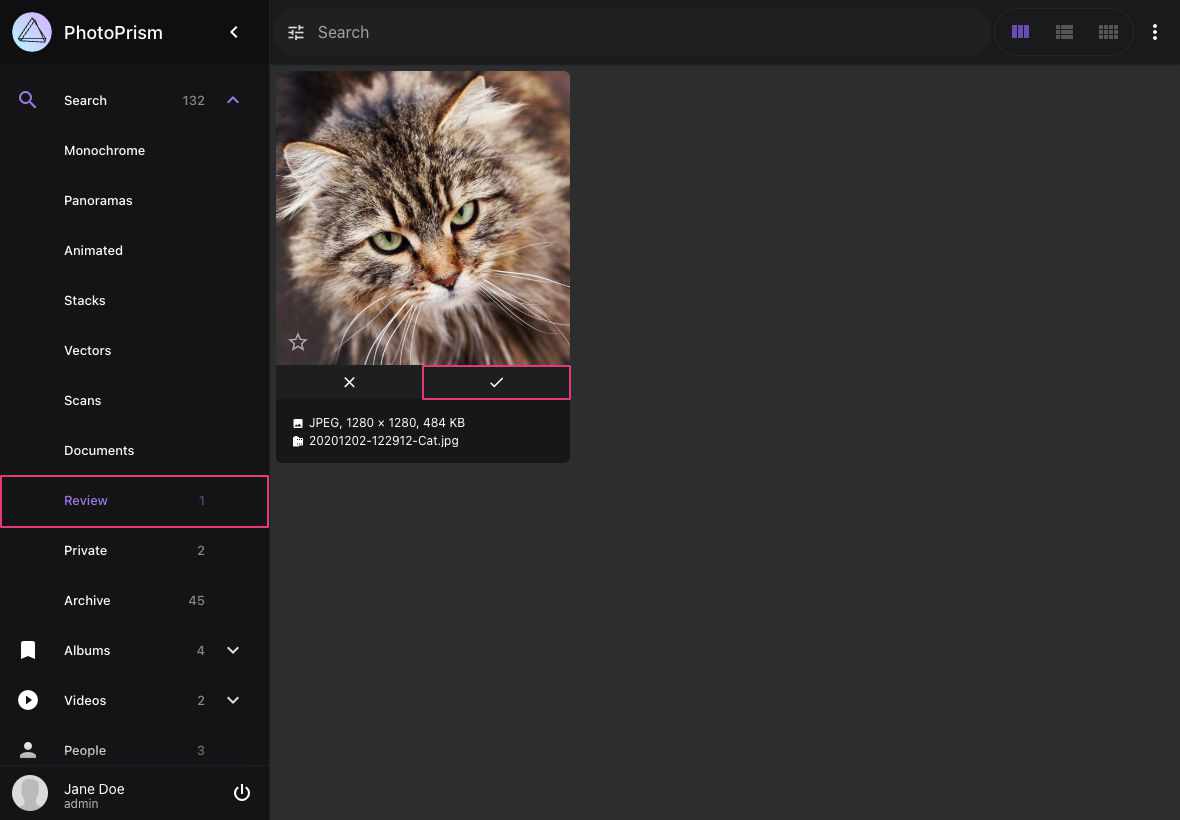 PhotoPrism
Search
Search 132
Monochrome
Panoramas
Animated
Stacks
Vectors
Scans
Documents
Review 1
Private 2
Archive 45
Albums 4
Videos 2
People 3
Jane Doe
admin
JPEG, 1280 × 1280, 484 KB
20201202-122912-Cat.jpg